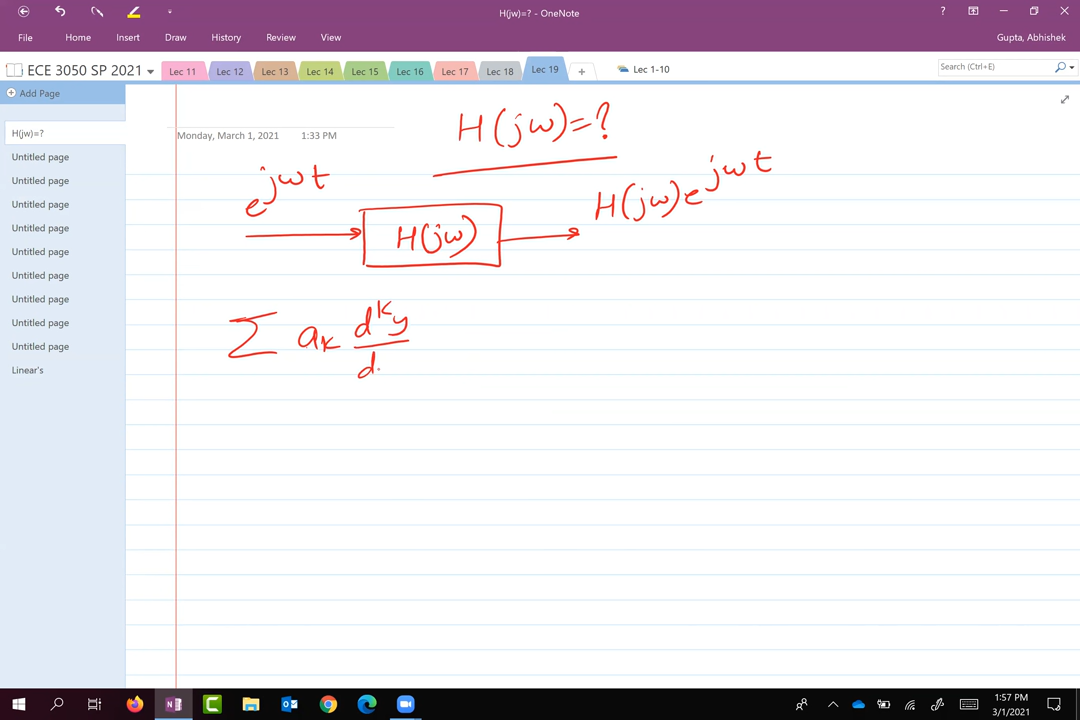 H(jw)=? - OneNote
?
File Home Insert Draw History Review View
Gupta, Abhishek
ECE 3050 SP 2021
Lec 11 Lec 12 Lec 13 Lec 14 Lec 15 Lec 16 Lec 17 Lec 18 Lec 19 + Lec 1-10
Search (Ctrl+E)
Add Page
H(jw)=?
Untitled page
Untitled page
Untitled page
Untitled page
Untitled page
Untitled page
Untitled page
Untitled page
Untitled page
Linear's
Monday, March 1, 2021 1:33 PM
H(jω)=?
e^{jωt} → H(jω) → H(jω)e^{jωt}
Σ a_k d^k y
d
1:57 PM
3/1/2021